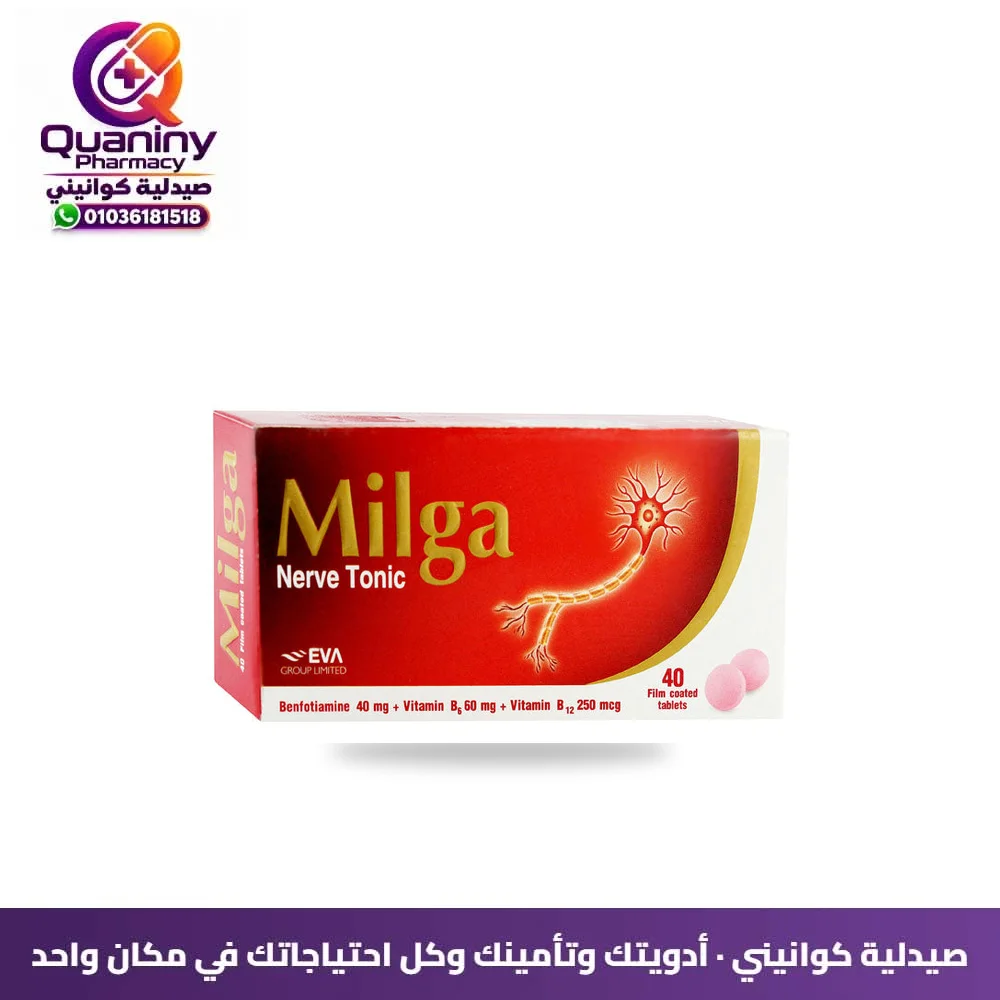 Quaniny
Pharmacy
صيدلية كوانيني
01036181518
Milga
40 Film coated tablets
Milga
Nerve Tonic
EVA
GROUP LIMITED
Benfotiamine 40 mg + Vitamin B6 60 mg + Vitamin B12 250 mcg
40
Film coated
tablets
صيدلية كوانيني · أدويتك وتأمينك وكل احتياجاتك في مكان واحد